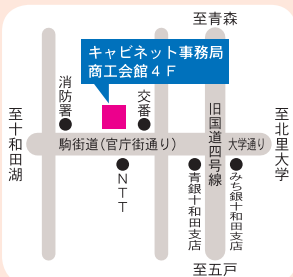 至青森
キャビネット事務局
商工会館４Ｆ
消防署
交番
旧国道四号線
至十和田湖
駒街道(官庁街通り)
大学通り
至北里大学
ＮＴＴ
青銀十和田支店
みち銀十和田支店
至五戸